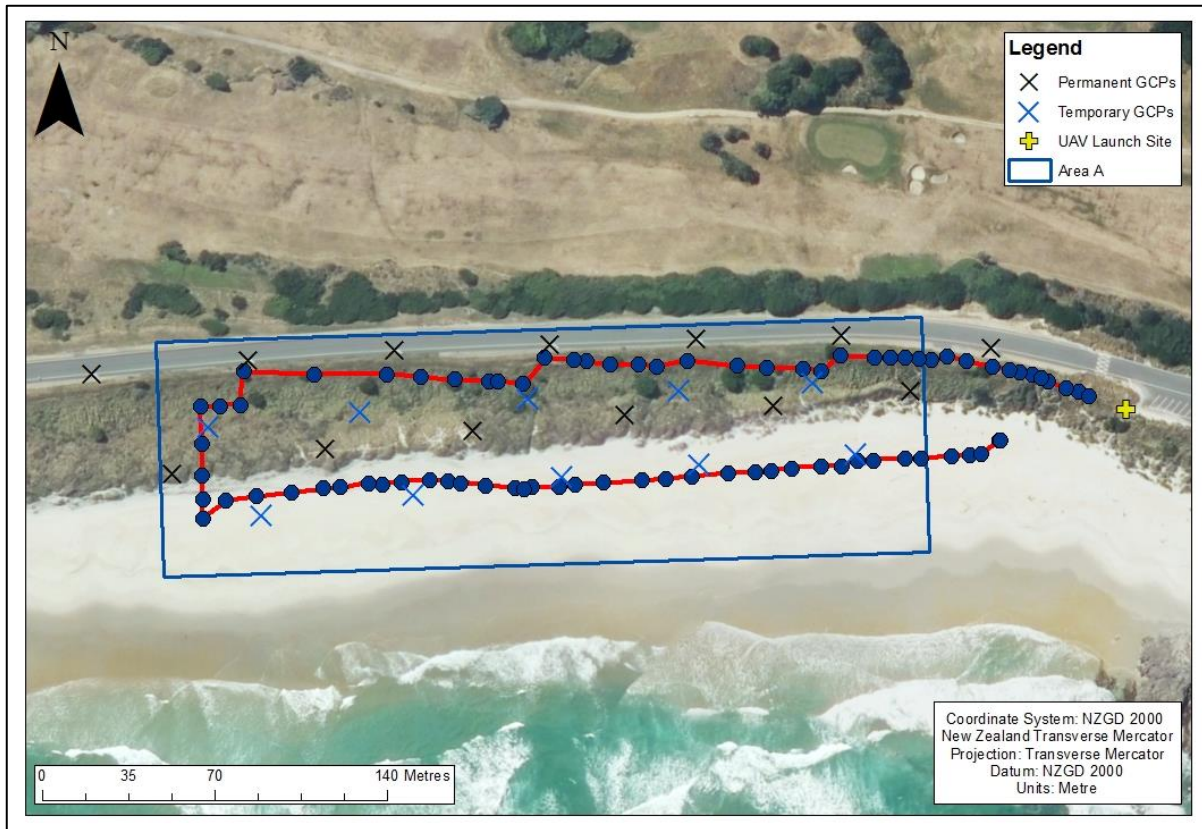 N
Legend
Permanent GCPs
Temporary GCPs
UAV Launch Site
Area A
0 35 70 140 Metres
Coordinate System: NZGD 2000
New Zealand Transverse Mercator
Projection: Transverse Mercator
Datum: NZGD 2000
Units: Metre